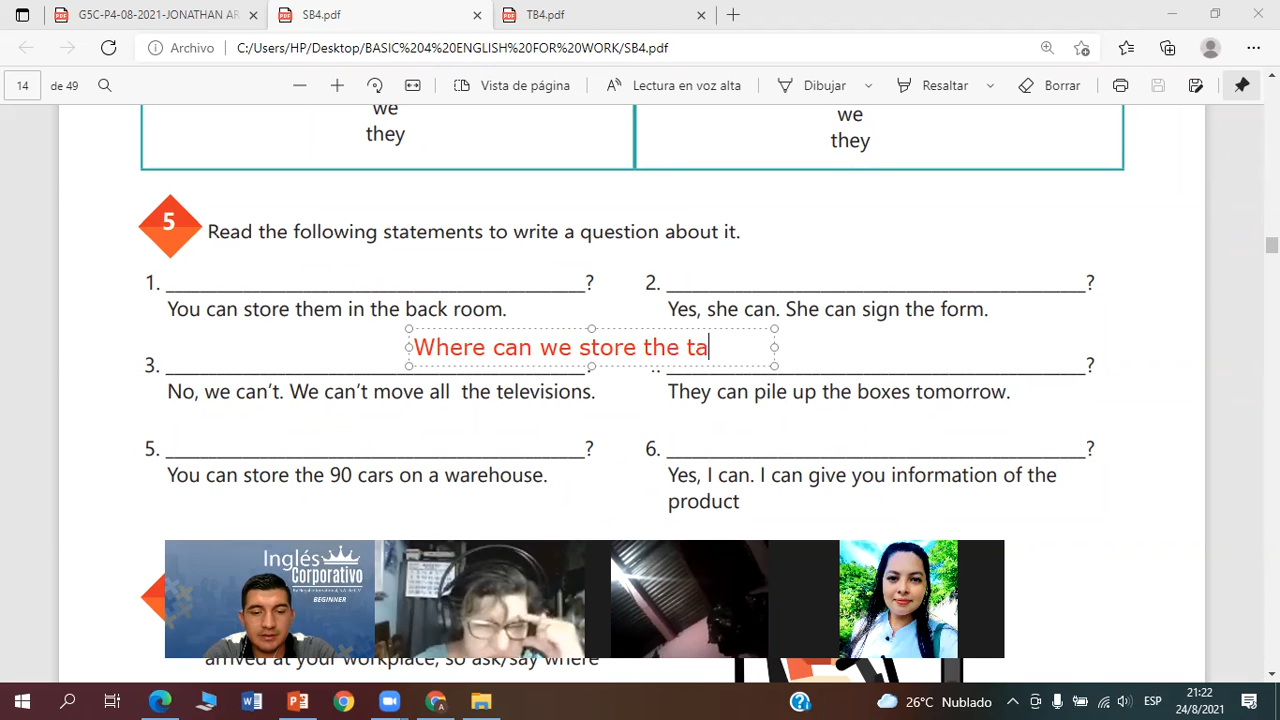 G5C-P4-08-2021-JONATHAN AR
SB4.pdf
TB4.pdf
Archivo
C:/Users/HP/Desktop/BASIC%204%20ENGLISH%20FOR%20WORK/SB4.pdf
14
de 49
Vista de página
Lectura en voz alta
Dibujar
Resaltar
Borrar
we
they
we
they
5
Read the following statements to write a question about it.
1. ______________________________________?
You can store them in the back room.
2. ______________________________________?
Yes, she can. She can sign the form.
Where can we store the ta
3. ______________________________________?
No, we can't. We can't move all the televisions.
______________________________________?
They can pile up the boxes tomorrow.
5. ______________________________________?
You can store the 90 cars on a warehouse.
6. ______________________________________?
Yes, I can. I can give you information of the
product
Inglés
Corporativo
BEGINNER
arrived at your workplace, so ask/say where
26°C Nublado
ESP
21:22
24/8/2021